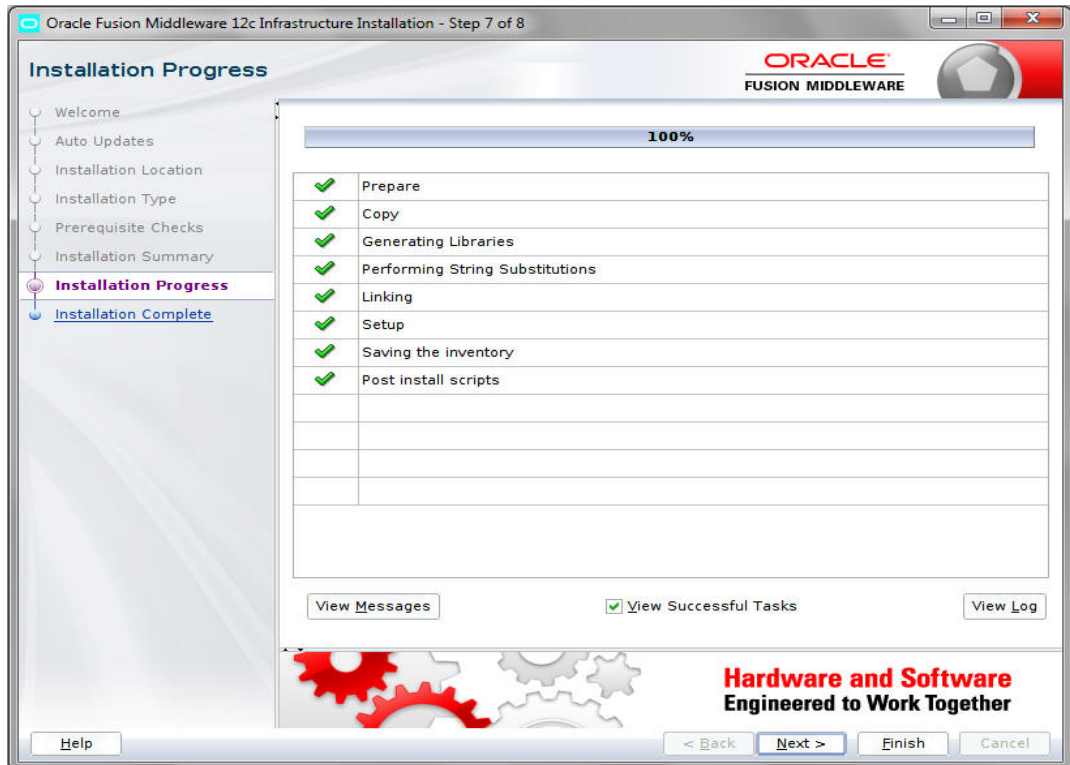 Oracle Fusion Middleware 12c Infrastructure Installation - Step 7 of 8
Installation Progress
ORACLE®
FUSION MIDDLEWARE
Welcome
Auto Updates
Installation Location
Installation Type
Prerequisite Checks
Installation Summary
Installation Progress
Installation Complete
100%
Prepare
Copy
Generating Libraries
Performing String Substitutions
Linking
Setup
Saving the inventory
Post install scripts
View Messages
View Successful Tasks
View Log
Hardware and Software
Engineered to Work Together
Help
< Back
Next >
Finish
Cancel